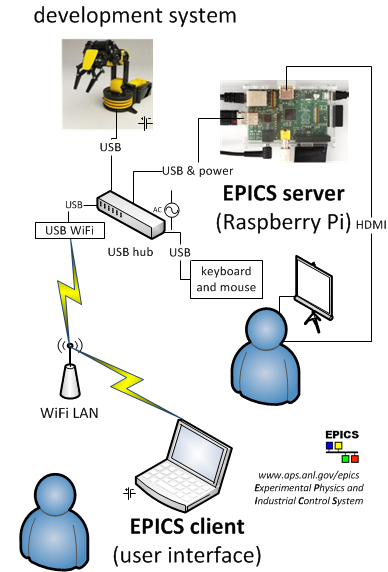 development system
USB
USB & power
EPICS server
(Raspberry Pi)
HDMI
USB
AC
USB WiFi
USB hub
USB
keyboard
and mouse
WiFi LAN
EPICS
www.aps.anl.gov/epics
Experimental Physics and
Industrial Control System
EPICS client
(user interface)